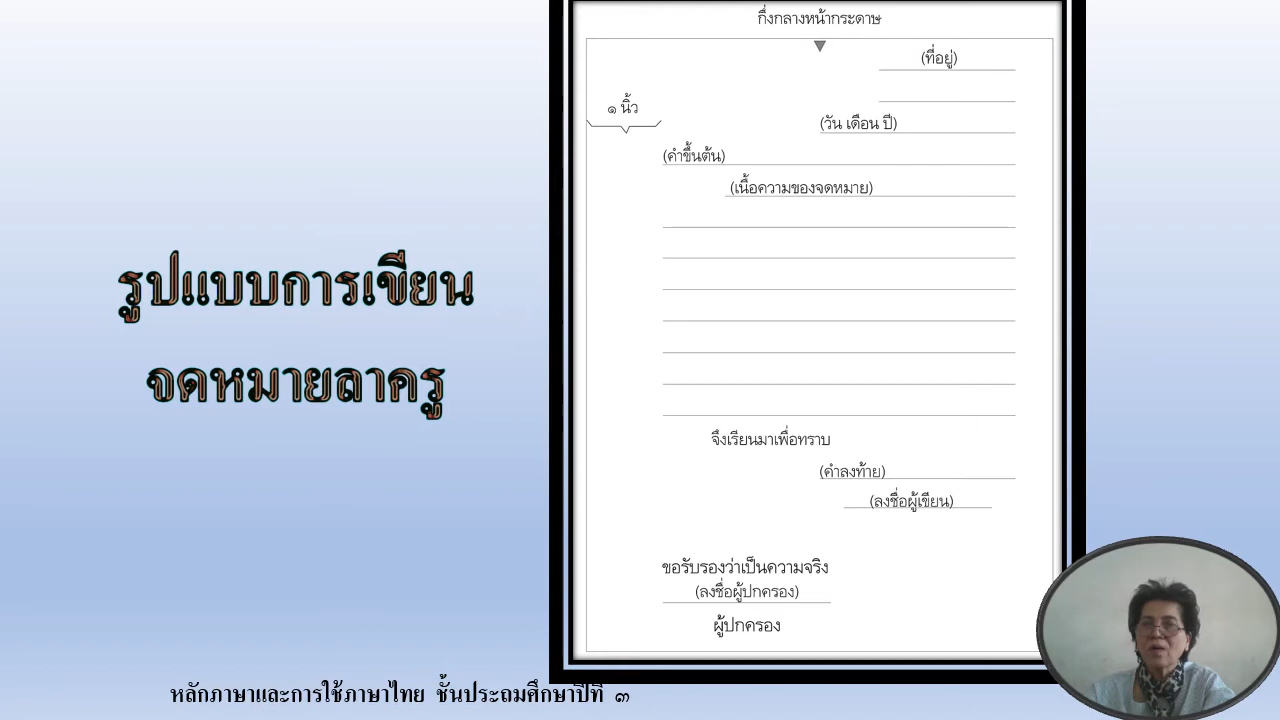 กึ่งกลางหน้ากระดาษ
(ที่อยู่)
๑ นิ้ว
(วัน เดือน ปี)
(คำขึ้นต้น)
(เนื้อความของจดหมาย)
รูปแบบการเขียน
จดหมายลาครู
จึงเรียนมาเพื่อทราบ
(คำลงท้าย)
(ลงชื่อผู้เขียน)
ขอรับรองว่าเป็นความจริง
(ลงชื่อผู้ปกครอง)
ผู้ปกครอง
หลักภาษาและการใช้ภาษาไทย ชั้นประถมศึกษาปีที่ ๓